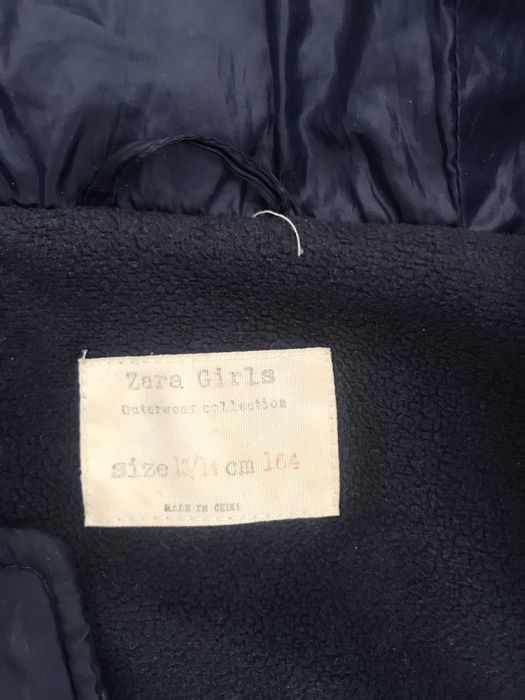 Zara Girls
Outerwear collection
size 13/14 cm 164
MADE IN CHINA